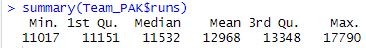 > summary(Team_PAK$runs)
Min. 1st Qu. Median Mean 3rd Qu. Max.
11017 11151 11532 12968 13348 17790